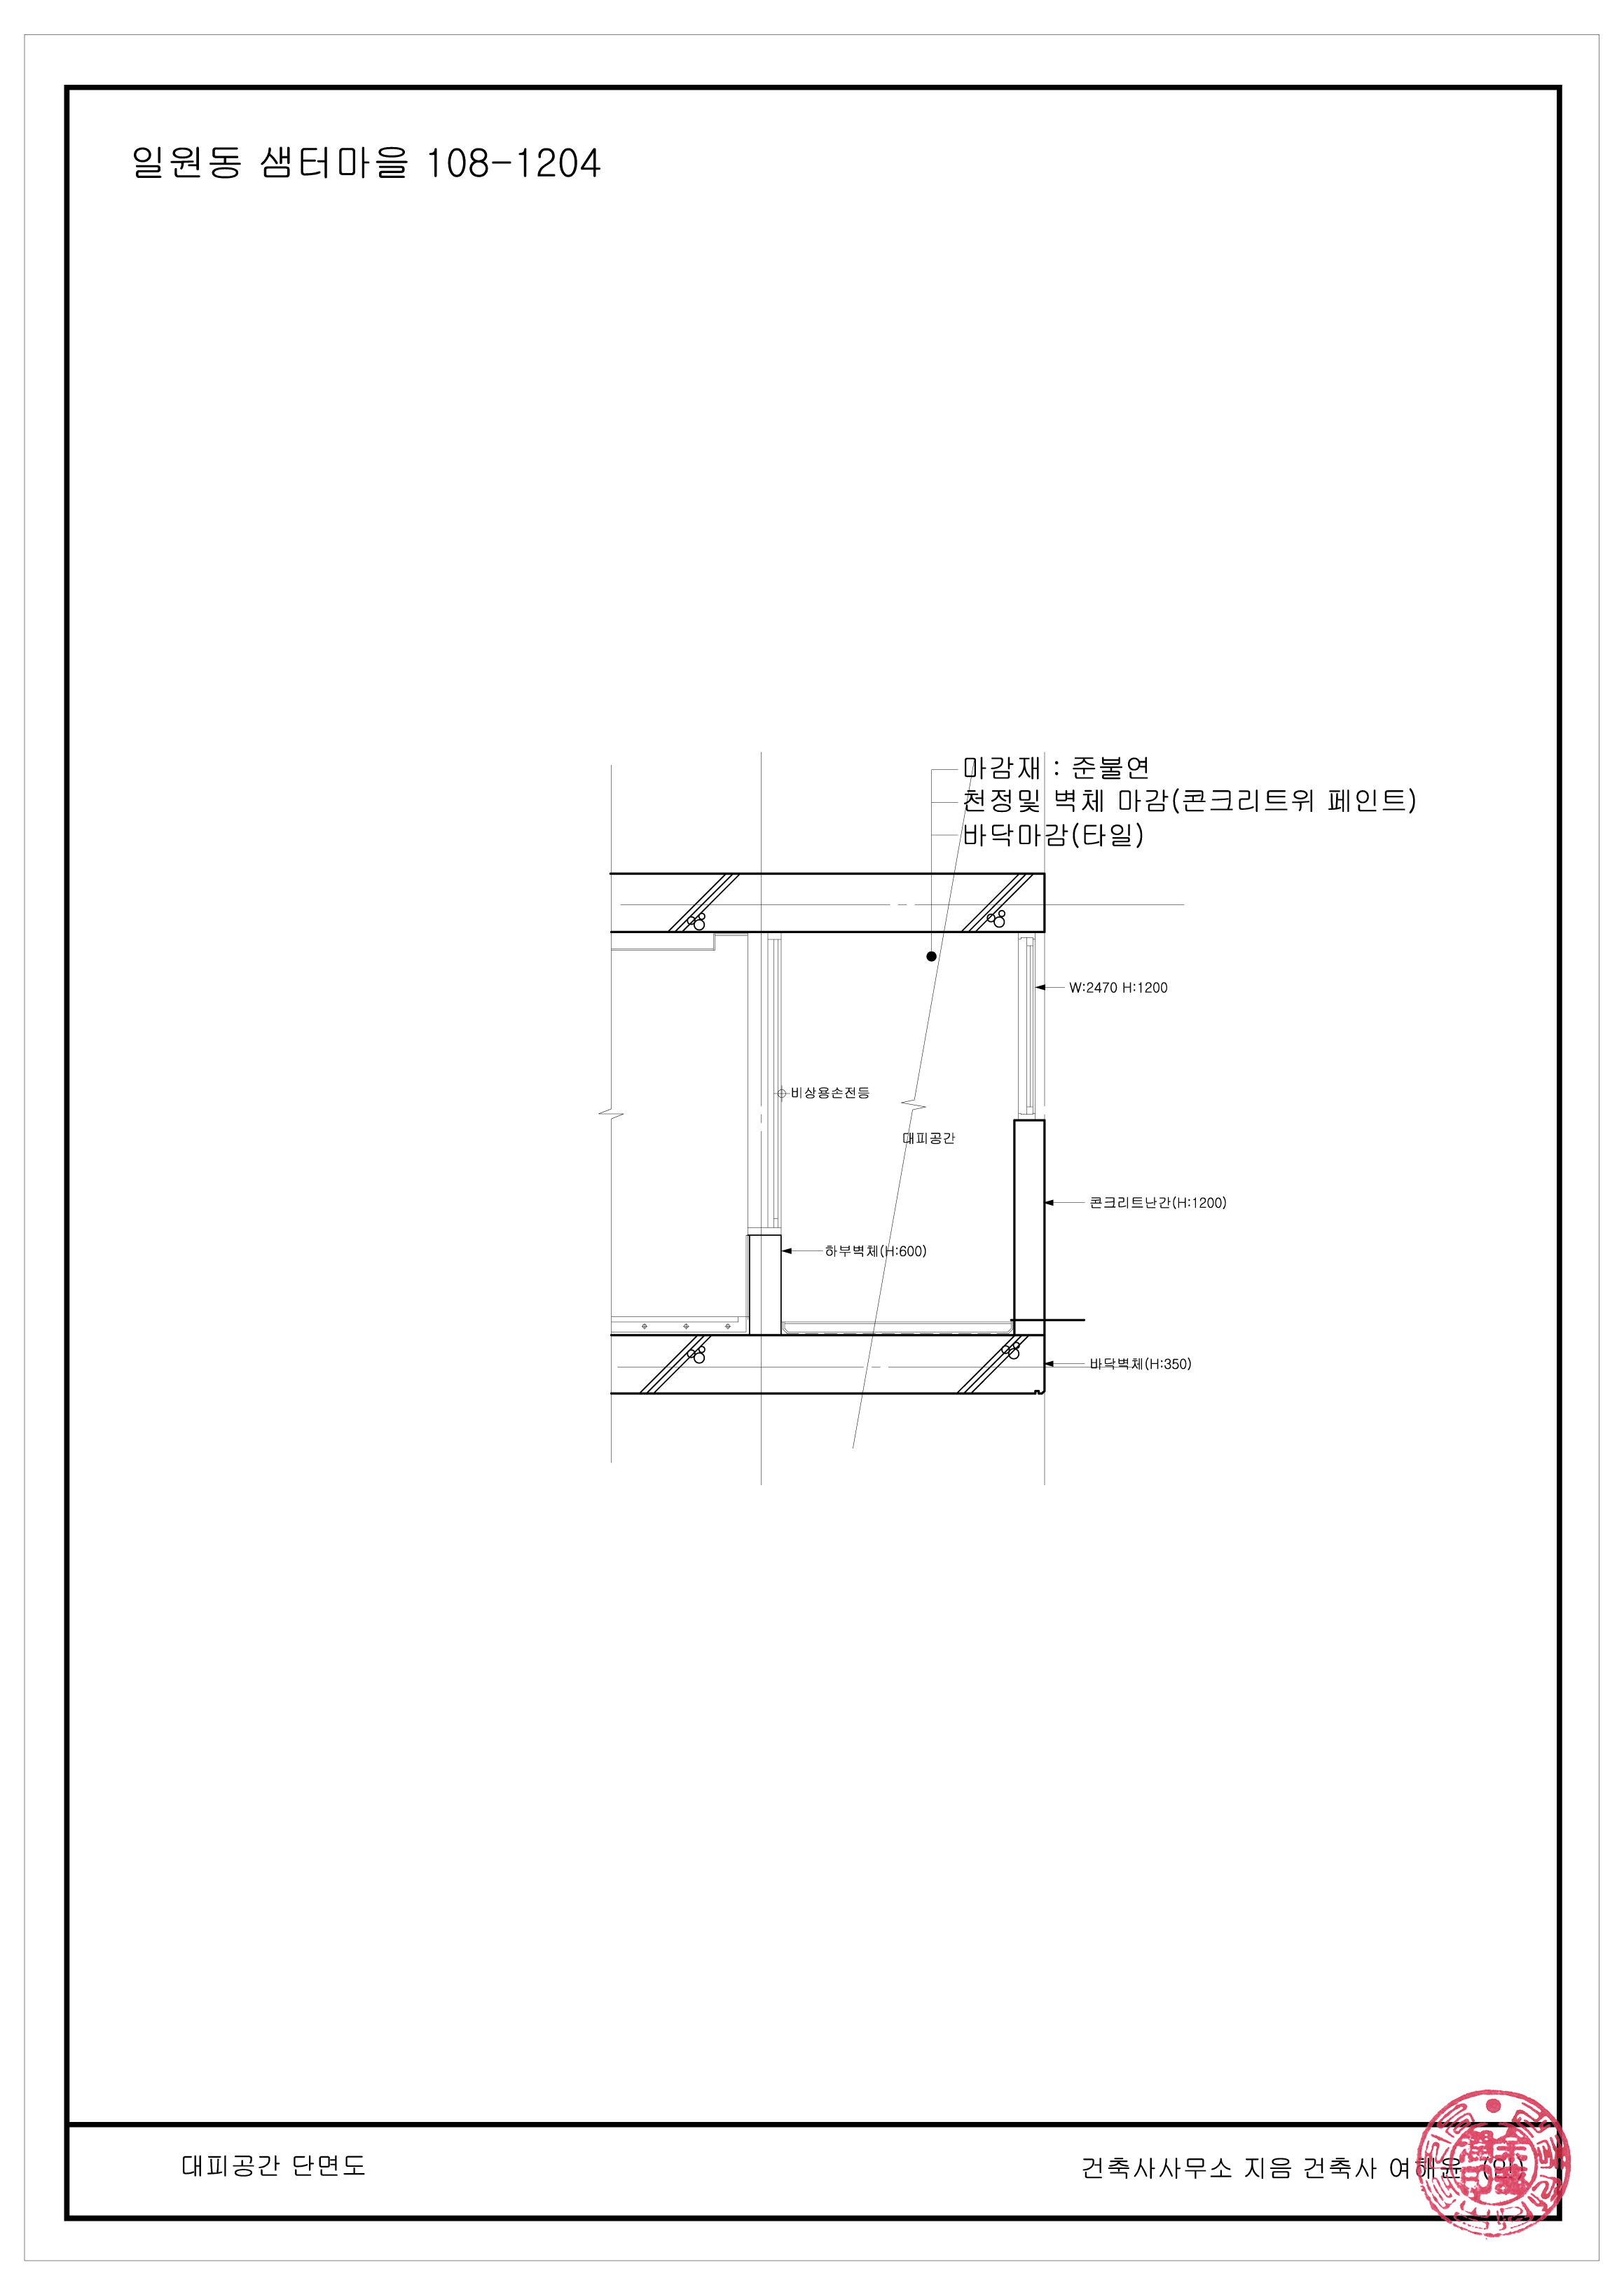 일원동 샘터마을 108-1204
마감재 : 준불연
천정및 벽체 마감(콘크리트위 페인트)
바닥마감(타일)
W:2470 H:1200
비상용손전등
대피공간
콘크리트난간(H:1200)
하부벽체(H:600)
바닥벽체(H:350)
대피공간 단면도
건축사사무소 지음 건축사 여해윤 (인)